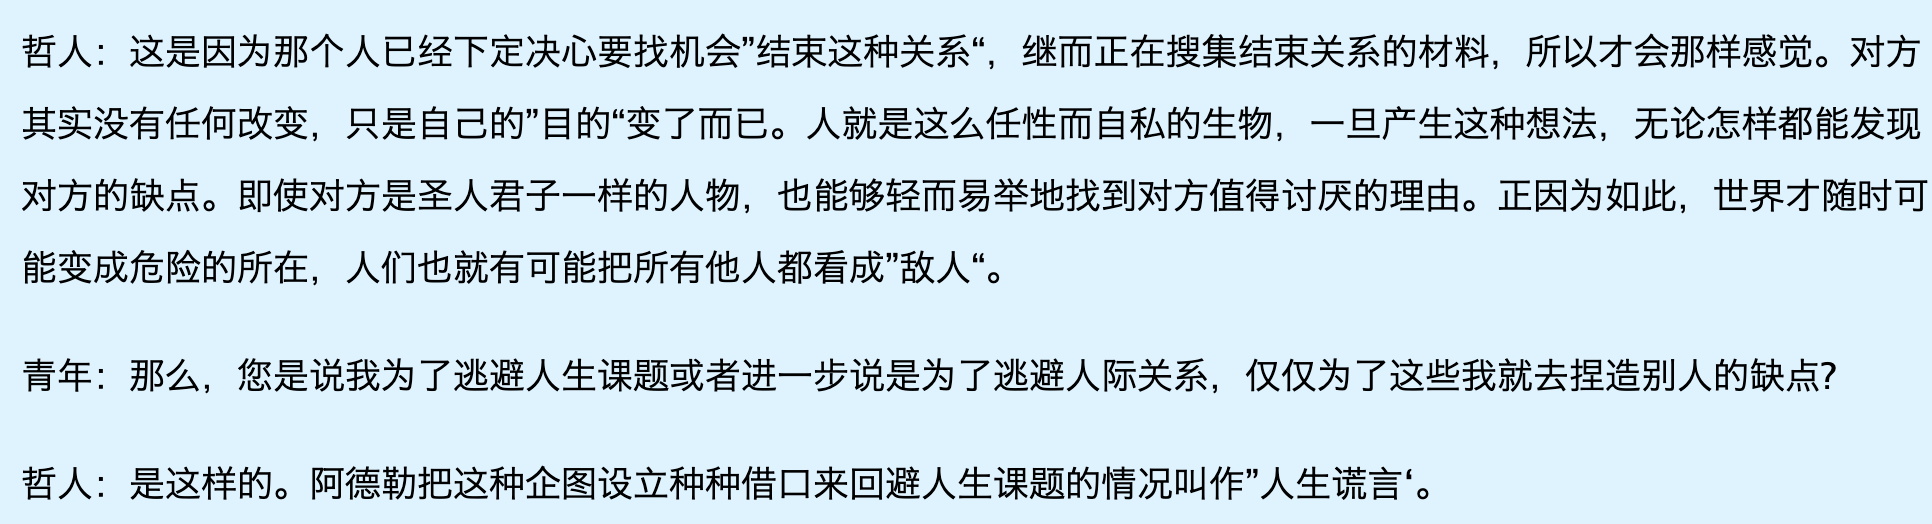 哲人：这是因为那个人已经下定决心要找机会”结束这种关系“，继而正在搜集结束关系的材料，所以才会那样感觉。对方
其实没有任何改变，只是自己的”目的“变了而已。人就是这么任性而自私的生物，一旦产生这种想法，无论怎样都能发现
对方的缺点。即使对方是圣人君子一样的人物，也能够轻而易举地找到对方值得讨厌的理由。正因为如此，世界才随时可
能变成危险的所在，人们也就有可能把所有他人都看成”敌人“。
青年：那么，您是说我为了逃避人生课题或者进一步说是为了逃避人际关系，仅仅为了这些我就去捏造别人的缺点？
哲人：是这样的。阿德勒把这种企图设立种种借口来回避人生课题的情况叫作”人生谎言‘。